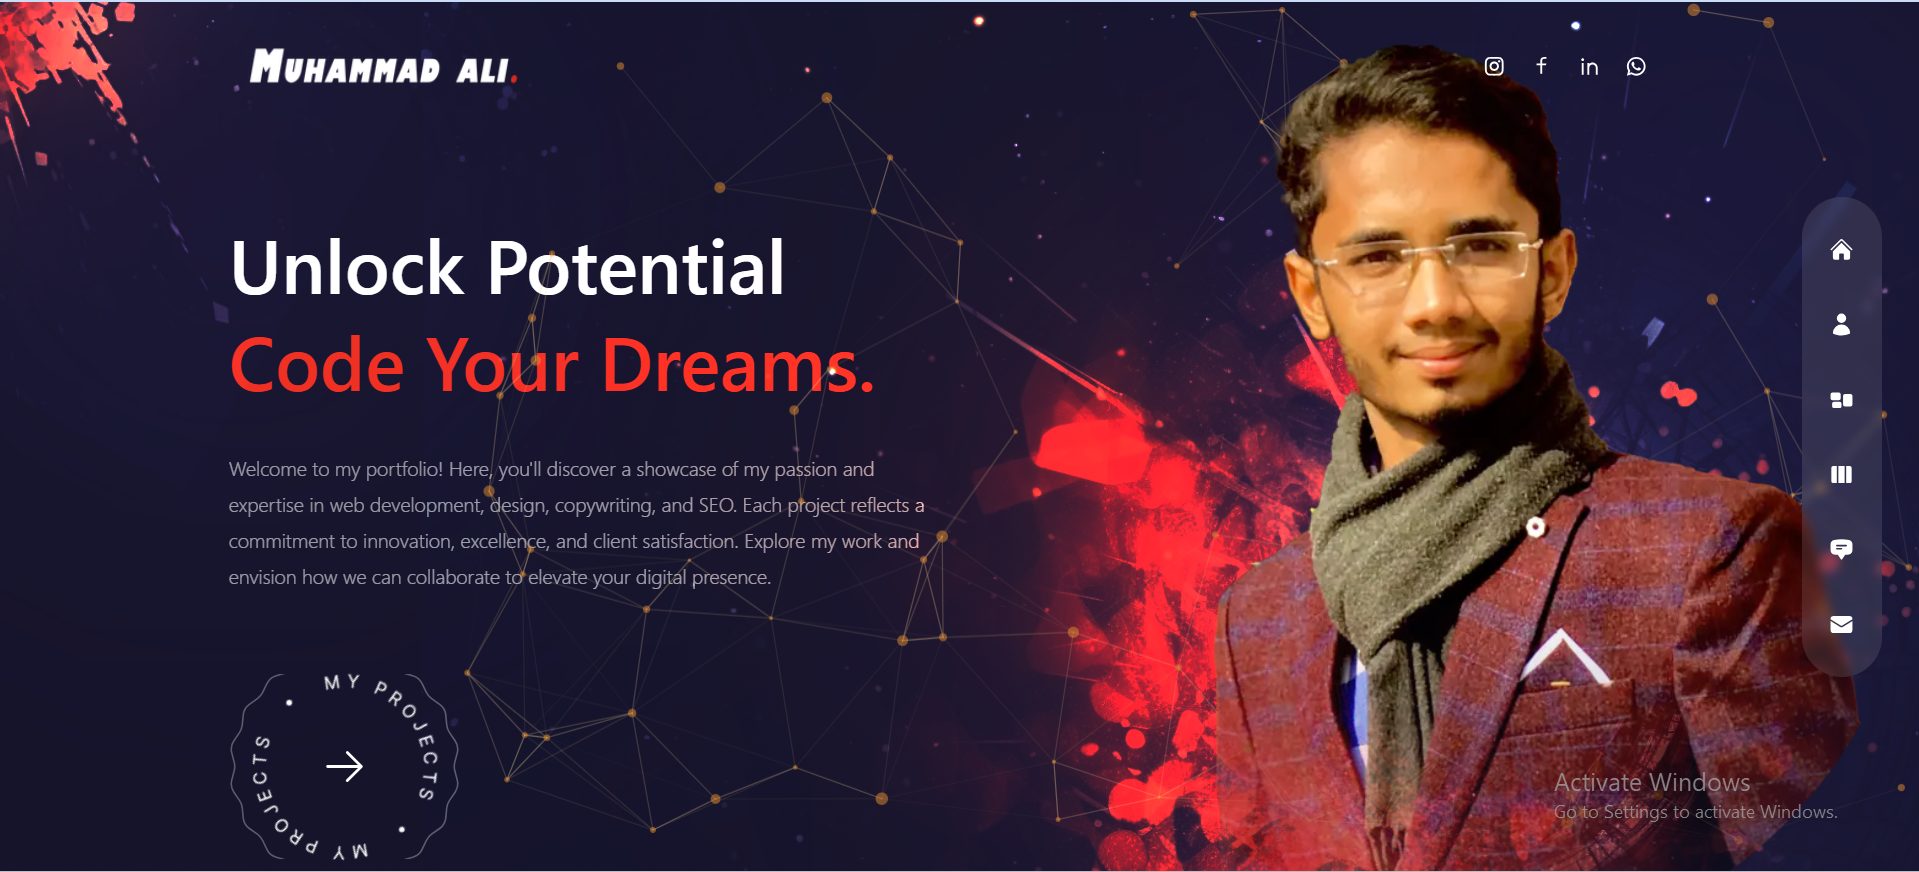 MUHAMMAD ALI.
Unlock Potential
Code Your Dreams.
Welcome to my portfolio! Here, you'll discover a showcase of my passion and
expertise in web development, design, copywriting, and SEO. Each project reflects a
commitment to innovation, excellence, and client satisfaction. Explore my work and
envision how we can collaborate to elevate your digital presence.
MY PROJECTS
MY PROJECTS
Activate Windows
Go to Settings to activate Windows.